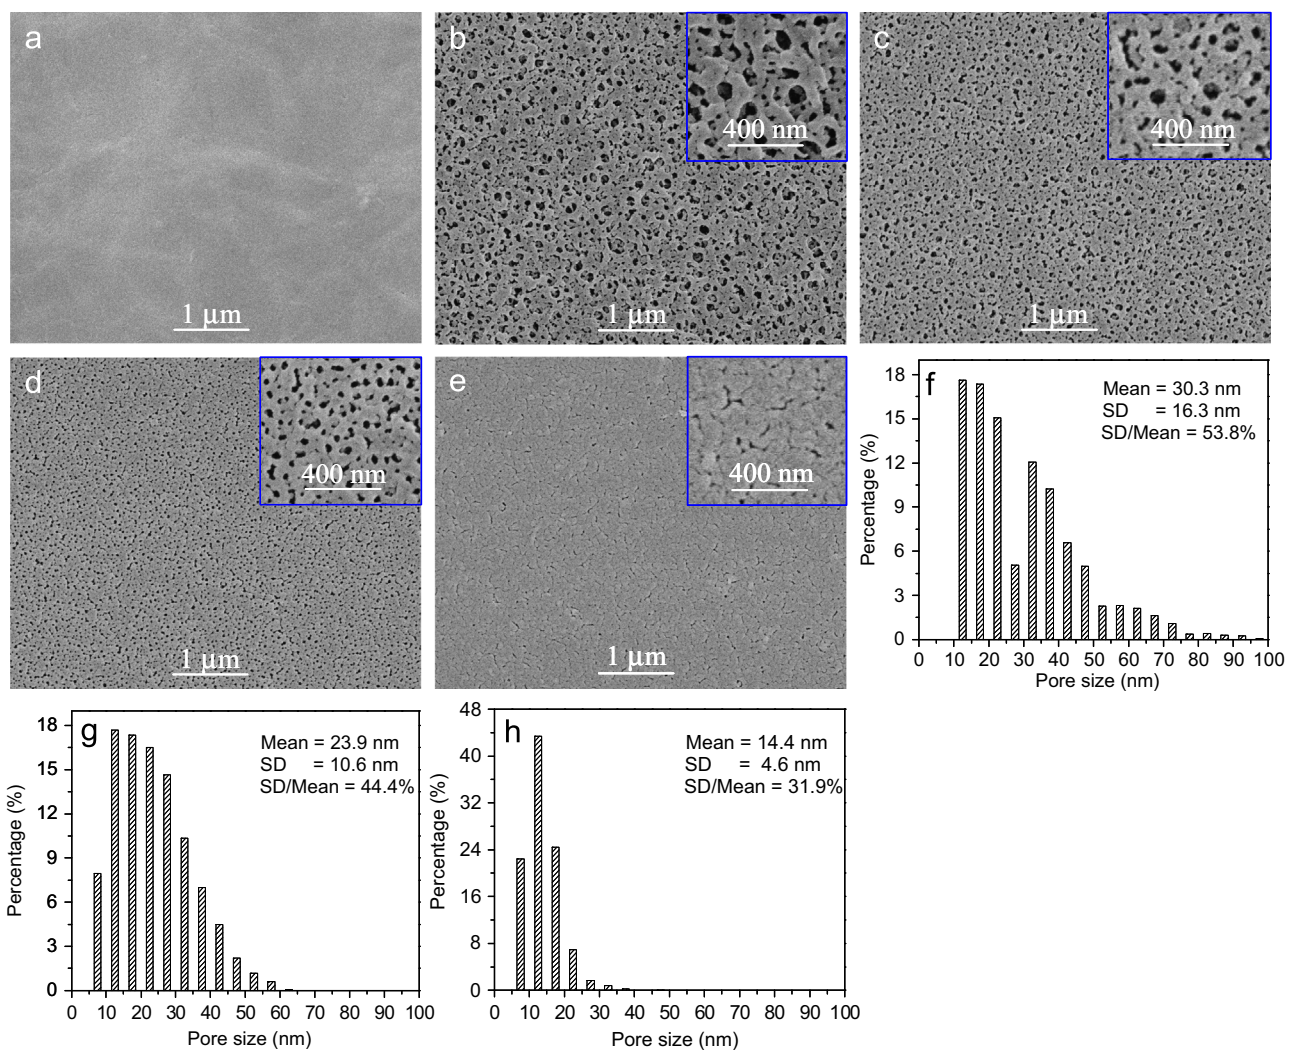 a
1 µm
b
400 nm
1 µm
c
400 nm
1 µm
d
400 nm
1 µm
e
400 nm
1 µm
f
Mean = 30.3 nm
SD = 16.3 nm
SD/Mean = 53.8%
Percentage (%)
18
15
12
9
6
3
0
0 10 20 30 40 50 60 70 80 90 100
Pore size (nm)
g
Mean = 23.9 nm
SD = 10.6 nm
SD/Mean = 44.4%
Percentage (%)
18
15
12
9
6
3
0
0 10 20 30 40 50 60 70 80 90 100
Pore size (nm)
h
Mean = 14.4 nm
SD = 4.6 nm
SD/Mean = 31.9%
Percentage (%)
48
40
32
24
16
8
0
0 10 20 30 40 50 60 70 80 90 100
Pore size (nm)